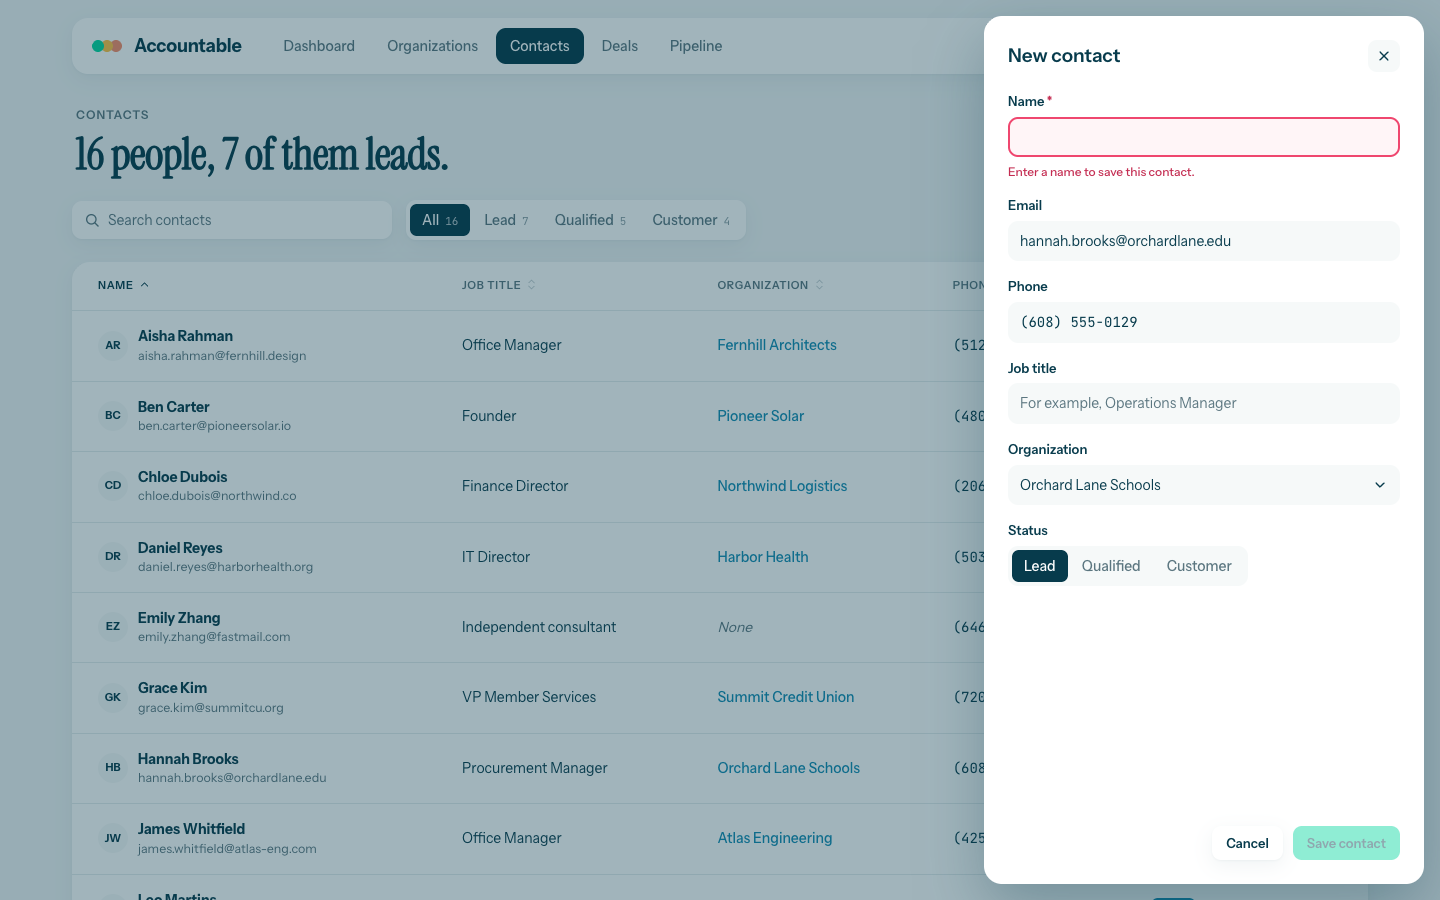 Accountable
Dashboard
Organizations
Contacts
Deals
Pipeline
CONTACTS
16 people, 7 of them leads.
Search contacts
All 16
Lead 7
Qualified 5
Customer 4
NAME
JOB TITLE
ORGANIZATION
PHON
AR
Aisha Rahman
aisha.rahman@fernhill.design
Office Manager
Fernhill Architects
(512
BC
Ben Carter
ben.carter@pioneersolar.io
Founder
Pioneer Solar
(480
CD
Chloe Dubois
chloe.dubois@northwind.co
Finance Director
Northwind Logistics
(206
DR
Daniel Reyes
daniel.reyes@harborhealth.org
IT Director
Harbor Health
(503
EZ
Emily Zhang
emily.zhang@fastmail.com
Independent consultant
None
(646
GK
Grace Kim
grace.kim@summitcu.org
VP Member Services
Summit Credit Union
(720
HB
Hannah Brooks
hannah.brooks@orchardlane.edu
Procurement Manager
Orchard Lane Schools
(608
JW
James Whitfield
james.whitfield@atlas-eng.com
Office Manager
Atlas Engineering
(425
New contact
Name *
Enter a name to save this contact.
Email
hannah.brooks@orchardlane.edu
Phone
(608) 555-0129
Job title
For example, Operations Manager
Organization
Orchard Lane Schools
Status
Lead
Qualified
Customer
Cancel
Save contact